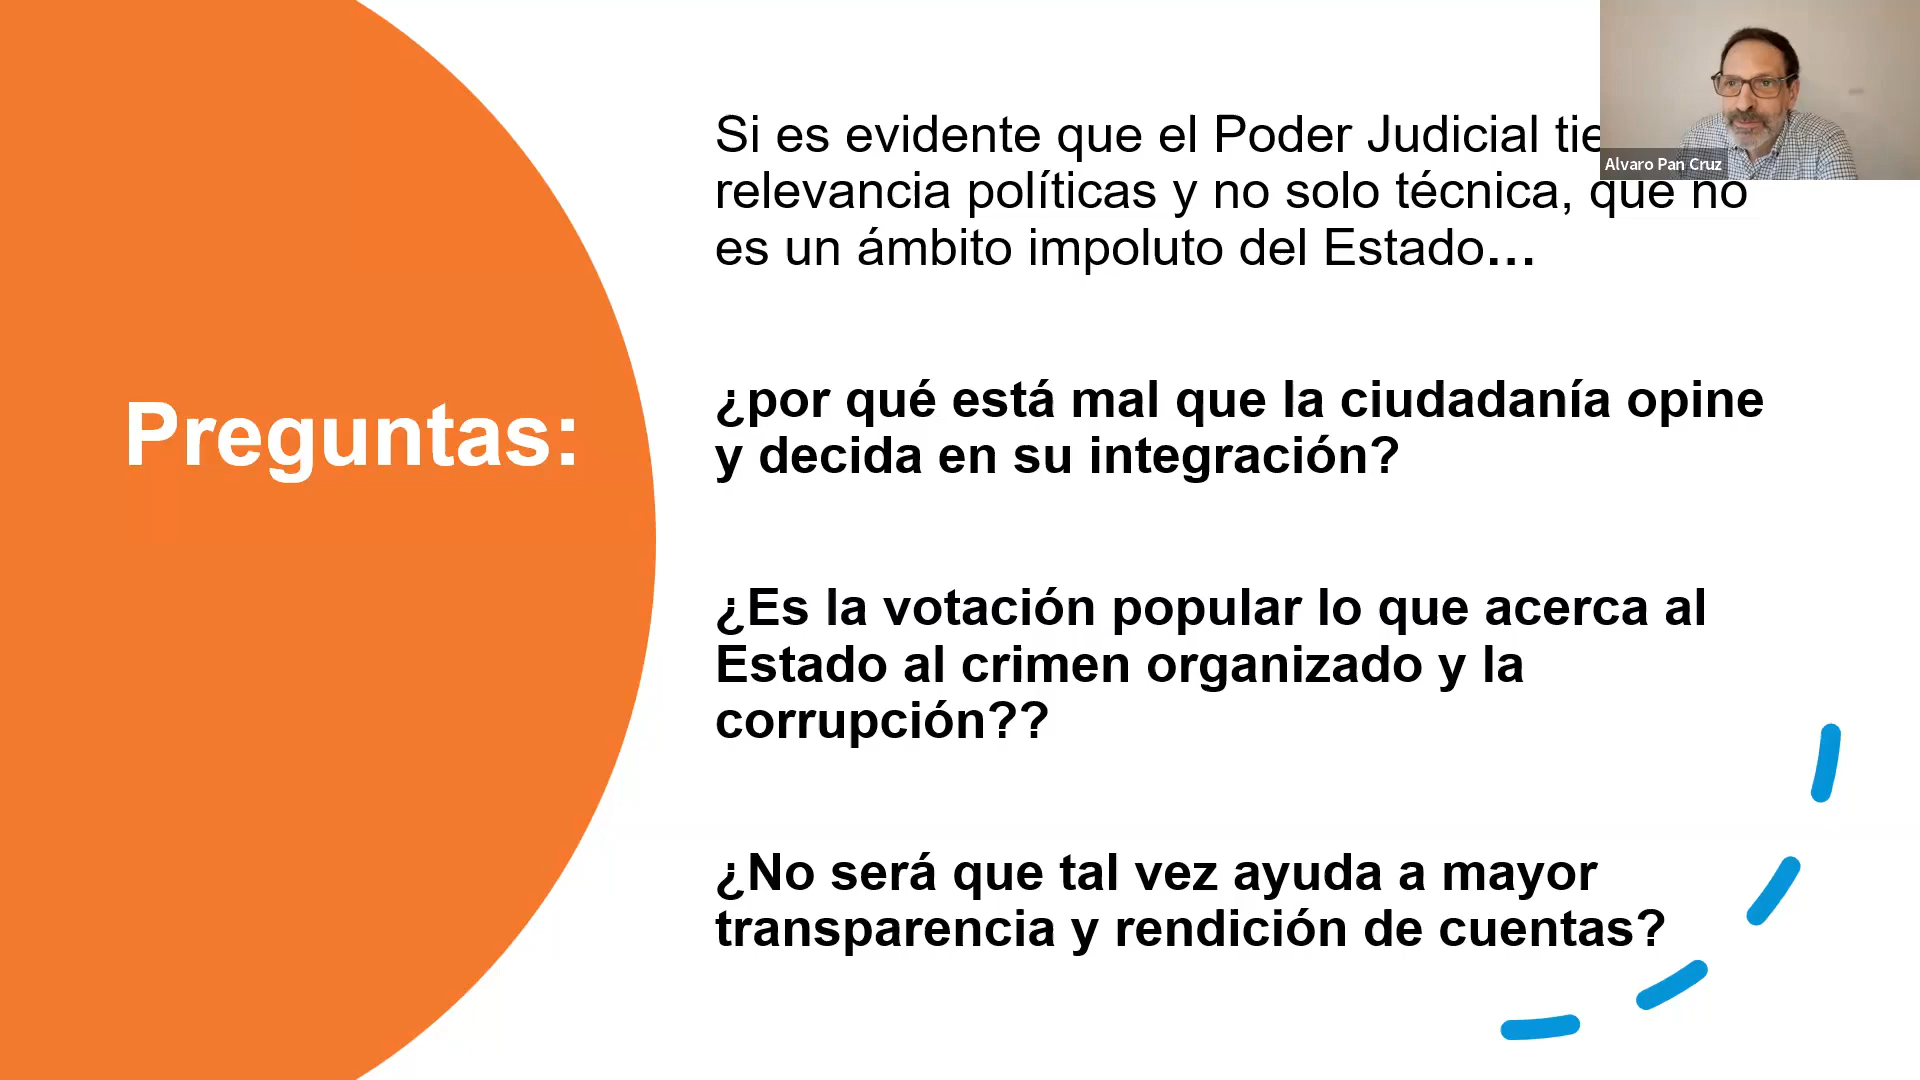 Preguntas:
Si es evidente que el Poder Judicial
relevancia políticas y no solo técnica, que no
es un ámbito impoluto del Estado...
¿por qué está mal que la ciudadanía opine
y decida en su integración?
¿Es la votación popular lo que acerca al
Estado al crimen organizado y la
corrupción??
¿No será que tal vez ayuda a mayor
transparencia y rendición de cuentas?
Alvaro Pan Cruz